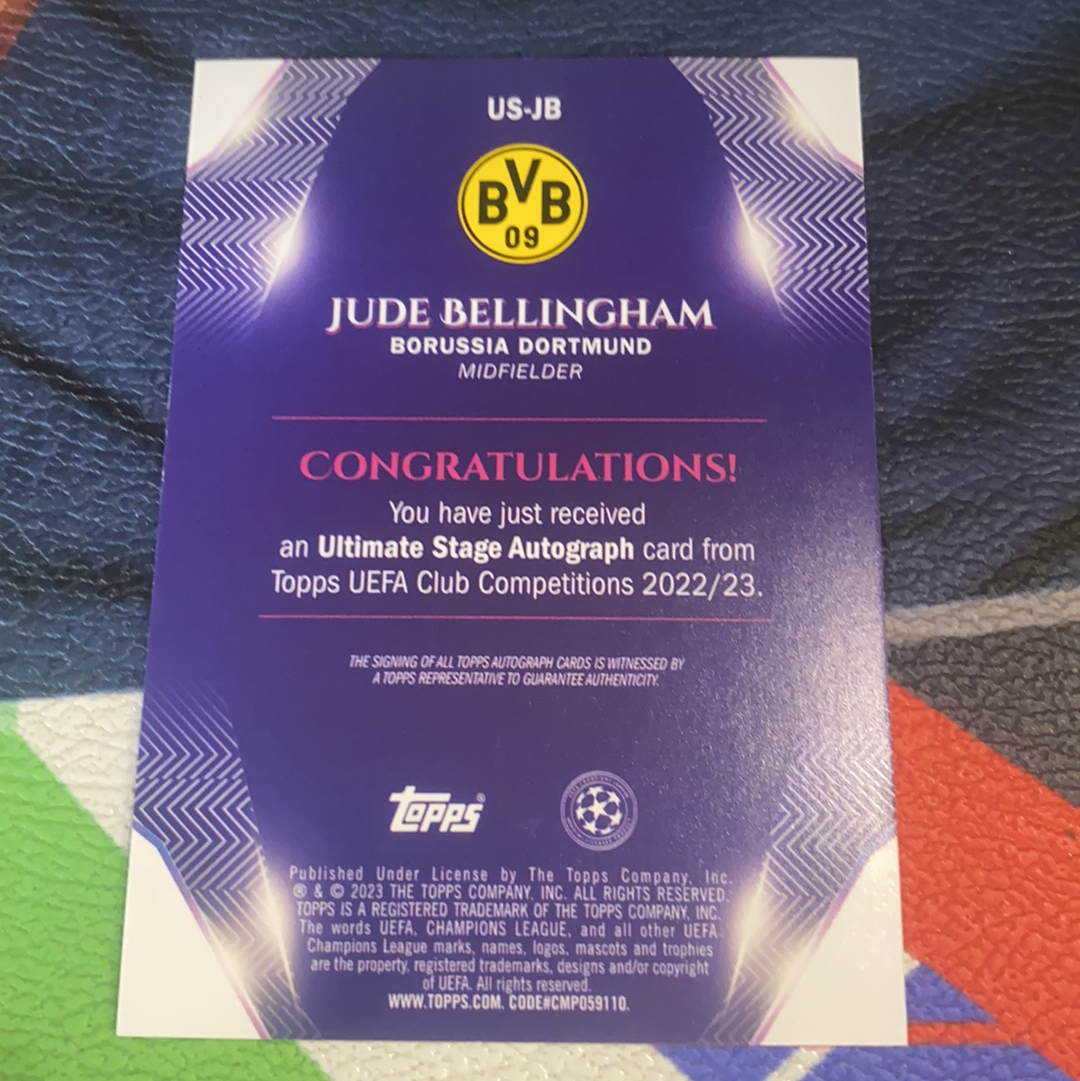 US-JB
BVB
09
JUDE BELLINGHAM
BORUSSIA DORTMUND
MIDFIELDER
CONGRATULATIONS!
You have just received
an Ultimate Stage Autograph card from
Topps UEFA Club Competitions 2022/23.
THE SIGNING OF ALL TOPPS AUTOGRAPH CARDS IS WITNESSED BY
A TOPPS REPRESENTATIVE TO GUARANTEE AUTHENTICITY.
TOPPS®
Published Under License by The Topps Company, Inc.
® & © 2023 THE TOPPS COMPANY, INC. ALL RIGHTS RESERVED.
TOPPS IS A REGISTERED TRADEMARK OF THE TOPPS COMPANY, INC.
The words UEFA, CHAMPIONS LEAGUE, and all other UEFA
Champions League marks, names, logos, mascots and trophies
are the property, registered trademarks, designs and/or copyright
of UEFA. All rights reserved.
WWW.TOPPS.COM. CODE#CMP059110.